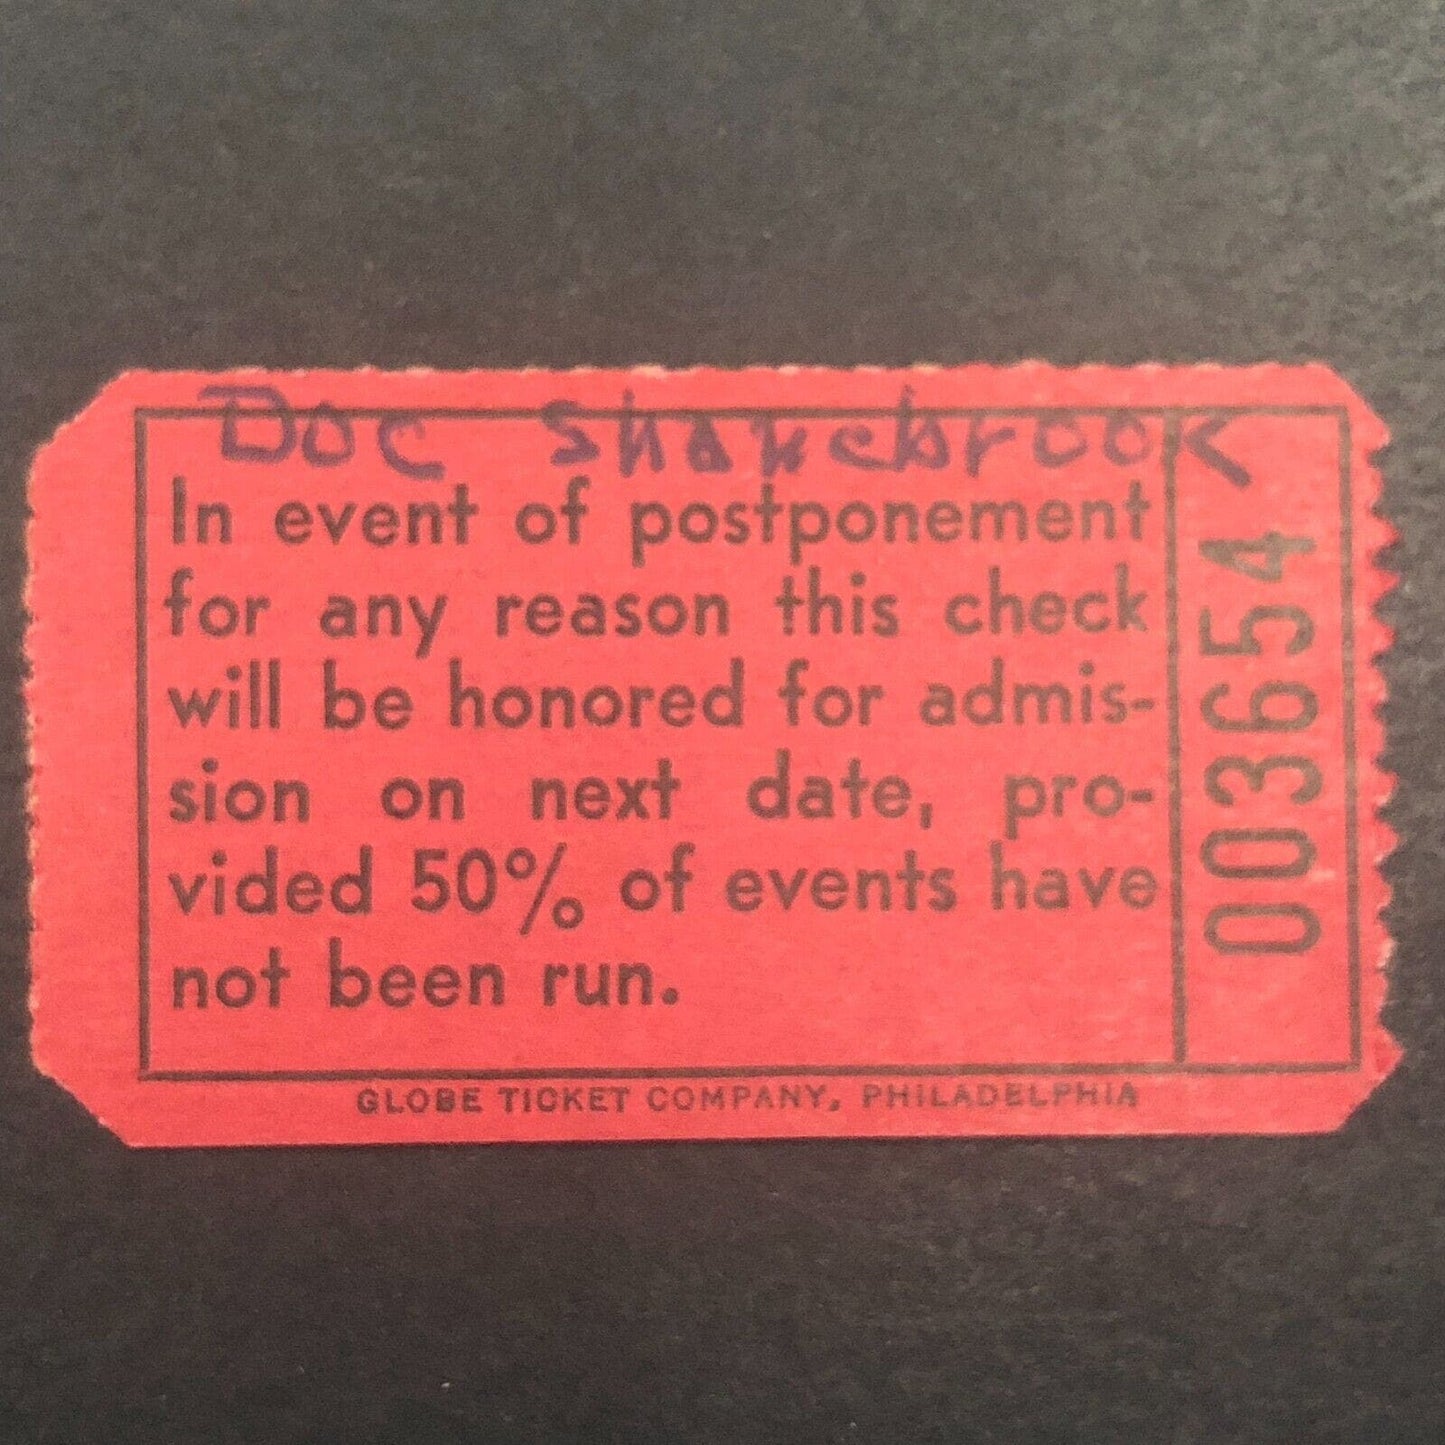 Doc Shanebrook
In event of postponement
for any reason this check
will be honored for admis-
sion on next date, pro-
vided 50% of events have
not been run.
003654
GLOBE TICKET COMPANY, PHILADELPHIA